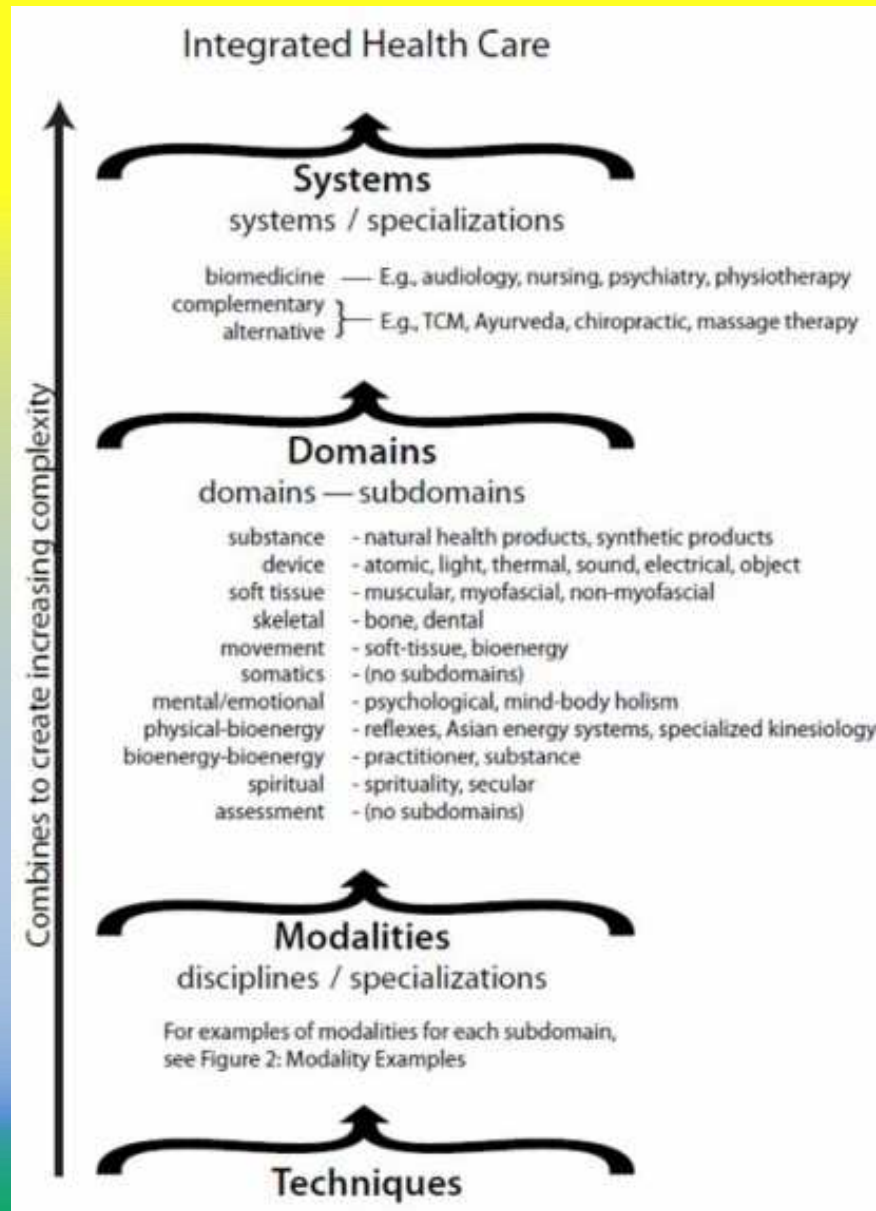 Integrated Health Care
Combines to create increasing complexity
Systems
systems / specializations
biomedicine — E.g., audiology, nursing, psychiatry, physiotherapy
complementary
alternative } — E.g., TCM, Ayurveda, chiropractic, massage therapy
Domains
domains — subdomains
substance - natural health products, synthetic products
device - atomic, light, thermal, sound, electrical, object
soft tissue - muscular, myofascial, non-myofascial
skeletal - bone, dental
movement - soft-tissue, bioenergy
somatics - (no subdomains)
mental/emotional - psychological, mind-body holism
physical-bioenergy - reflexes, Asian energy systems, specialized kinesiology
bioenergy-bioenergy - practitioner, substance
spiritual - sprituality, secular
assessment - (no subdomains)
Modalities
disciplines / specializations
For examples of modalities for each subdomain,
see Figure 2: Modality Examples
Techniques